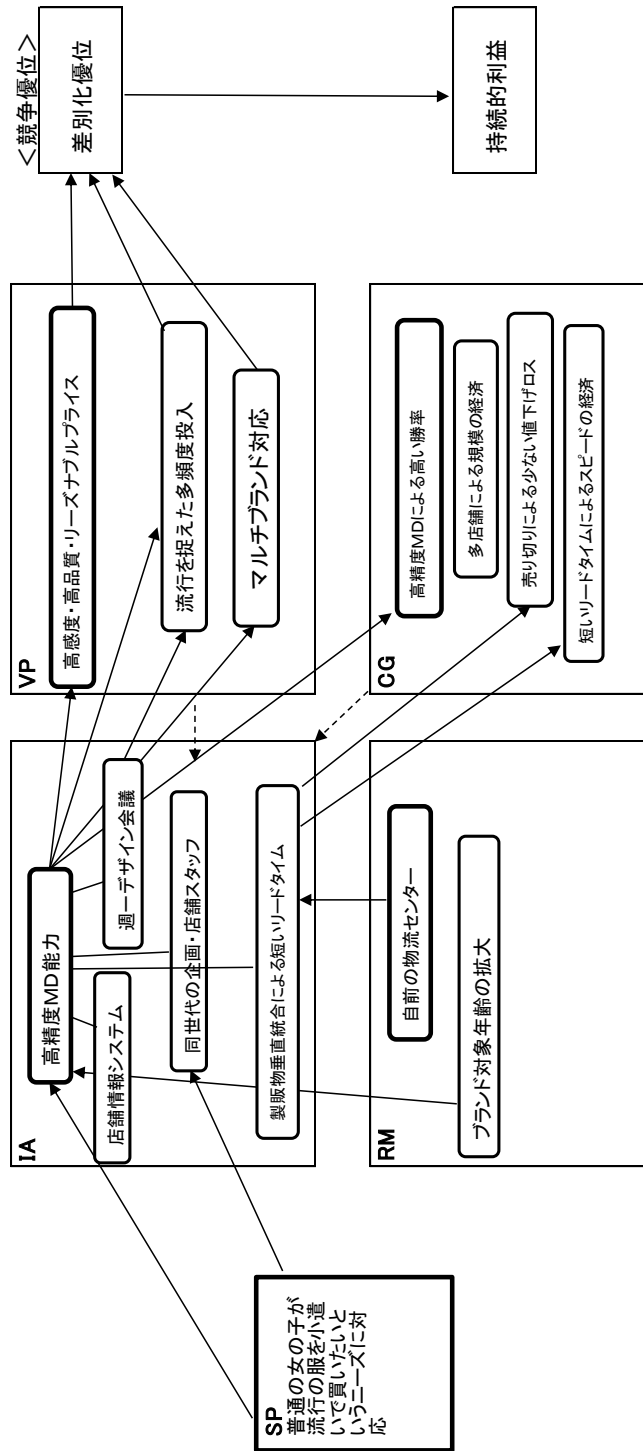 SP
普通の女の子が
流行の服を小遣
いで買いたいと
いうニーズに対
応
IA
高精度MD能力
店舗情報システム
週一デザイン会議
同世代の企画・店舗スタッフ
製販物垂直統合による短いリードタイム
RM
自前の物流センター
ブランド対象年齢の拡大
VP
高感度・高品質・リーズナブルプライス
流行を捉えた多頻度投入
マルチブランド対応
CG
高精度MDによる高い勝率
多店舗による規模の経済
売り切りによる少ない値下げロス
短いリードタイムによるスピードの経済
＜競争優位＞
差別化優位
持続的利益